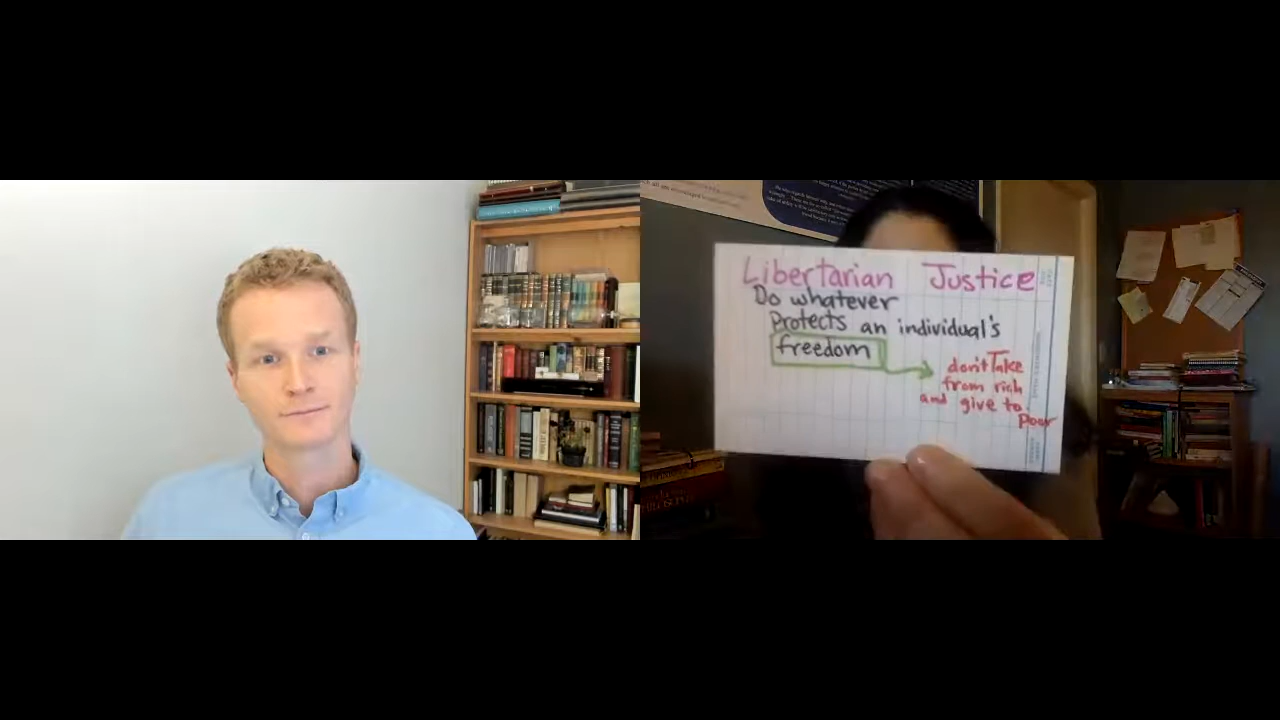 Libertarian Justice
Do whatever
Protects an individual's
freedom
don't Take
from rich
and give to
Poor